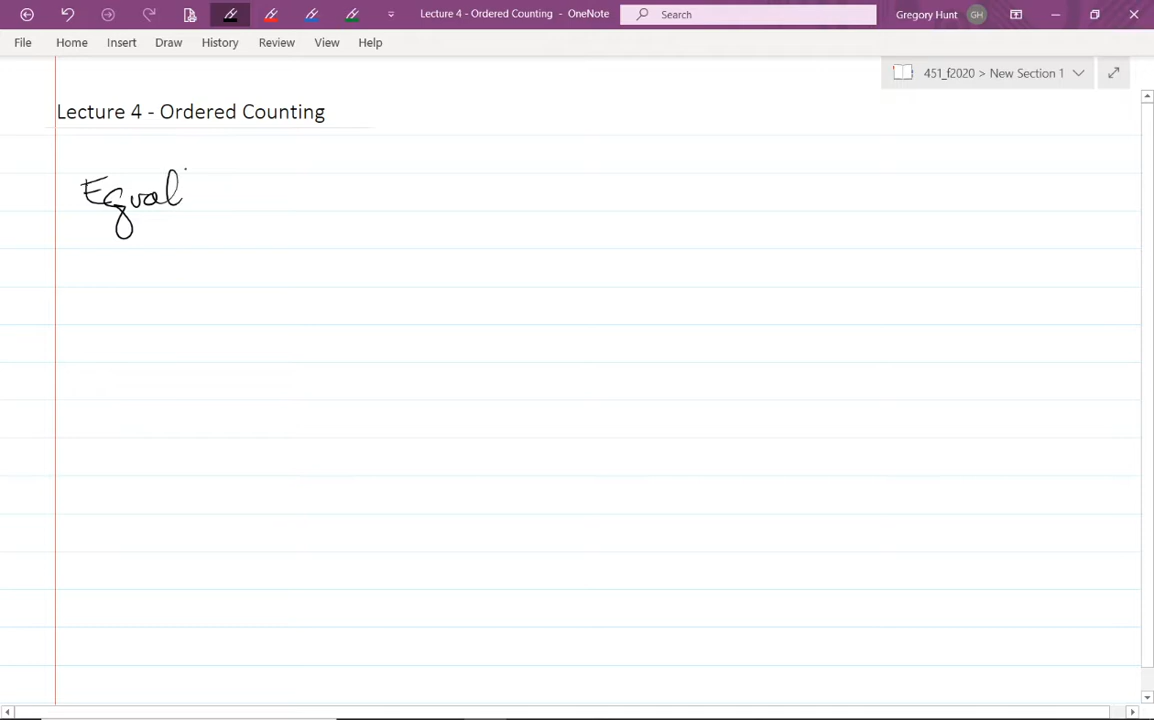 Lecture 4 - Ordered Counting - OneNote
Search
Gregory Hunt
GH
File Home Insert Draw History Review View Help
451_f2020 > New Section 1
Lecture 4 - Ordered Counting
Equal